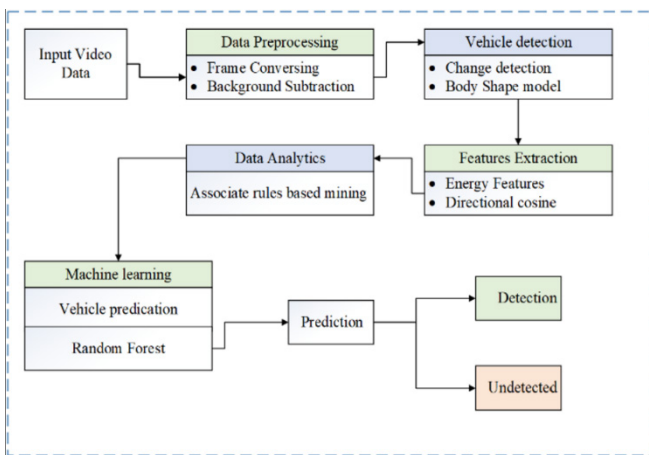 Input Video
Data
Data Preprocessing
• Frame Conversing
• Background Subtraction
Vehicle detection
• Change detection
• Body Shape model
Features Extraction
• Energy Features
• Directional cosine
Data Analytics
Associate rules based mining
Machine learning
Vehicle predication
Random Forest
Prediction
Detection
Undetected